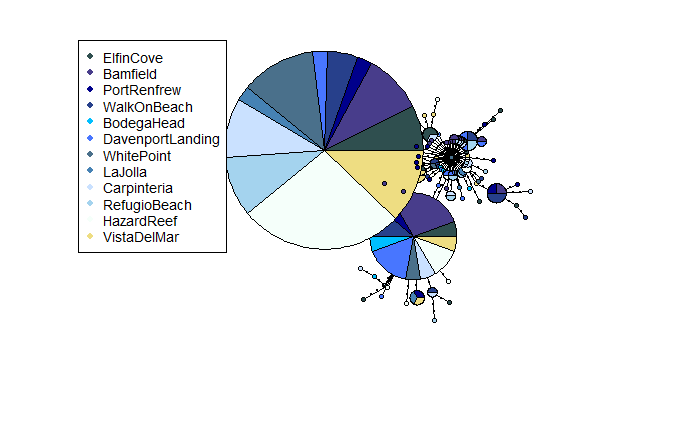 ElfinCove
Bamfield
PortRenfrew
WalkOnBeach
BodegaHead
DavenportLanding
WhitePoint
LaJolla
Carpinteria
RefugioBeach
HazardReef
VistaDelMar